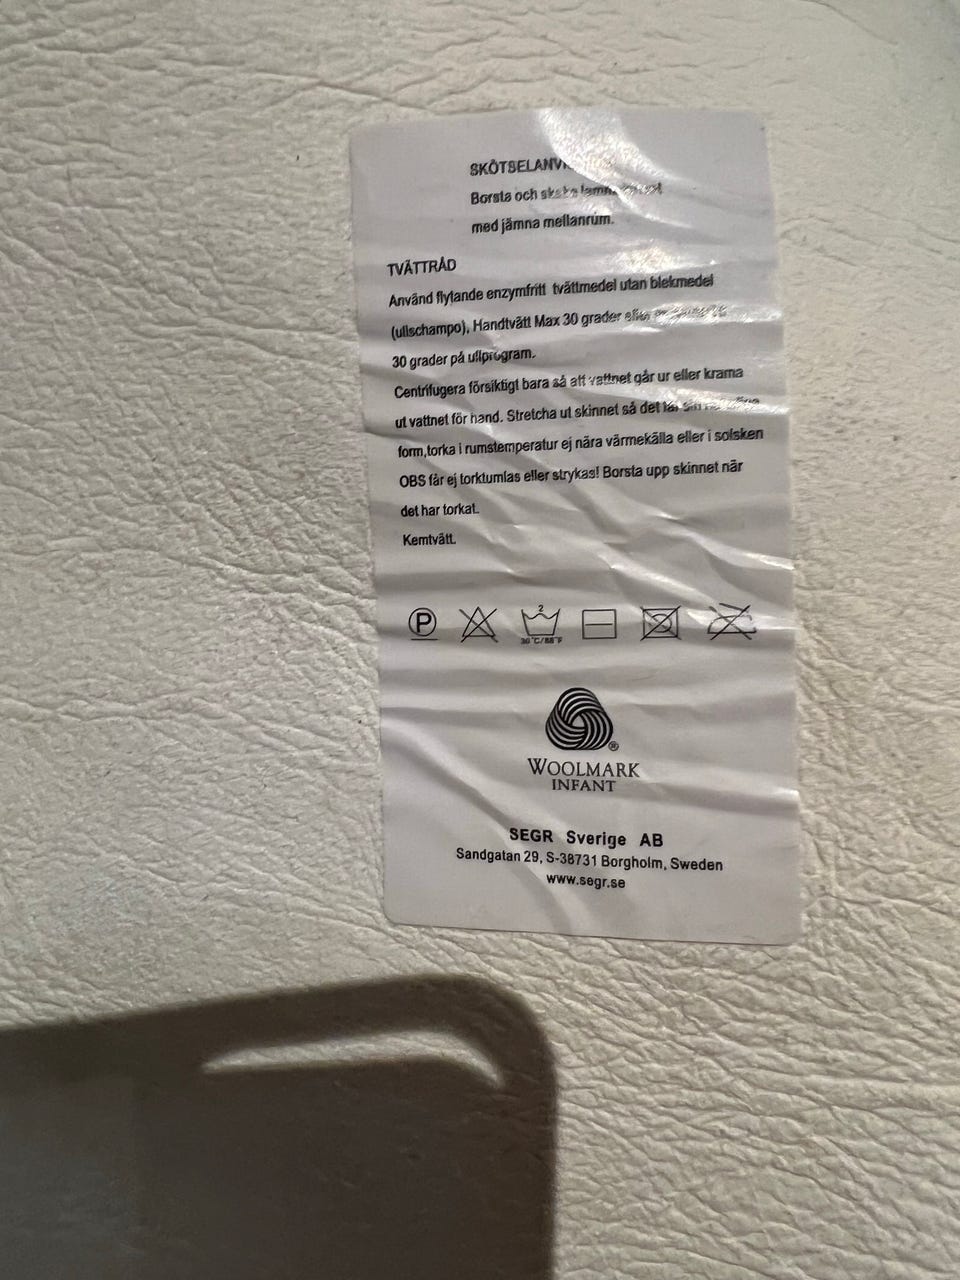 SKÖTSELANV
Borsta och skaka
med jämna mellanrum.
TVÄTTRÅD
Använd flytande enzymfritt tvättmedel utan blekmedel
(ullschampo), Handtvätt Max 30 grader eller
30 grader på ullprogram.
Centrifugera försiktigt bara så att vattnet går ur eller krama
ut vattnet för hand. Stretcha ut skinnet så det får
form,torka i rumstemperatur ej nära värmekälla eller i solsken
OBS får ej torktumlas eller strykas! Borsta upp skinnet när
det har torkat.
Kemtvätt.
P
2
30°C/88°F
WOOLMARK
INFANT
SEGR Sverige AB
Sandgatan 29, S-38731 Borgholm, Sweden
www.segr.se